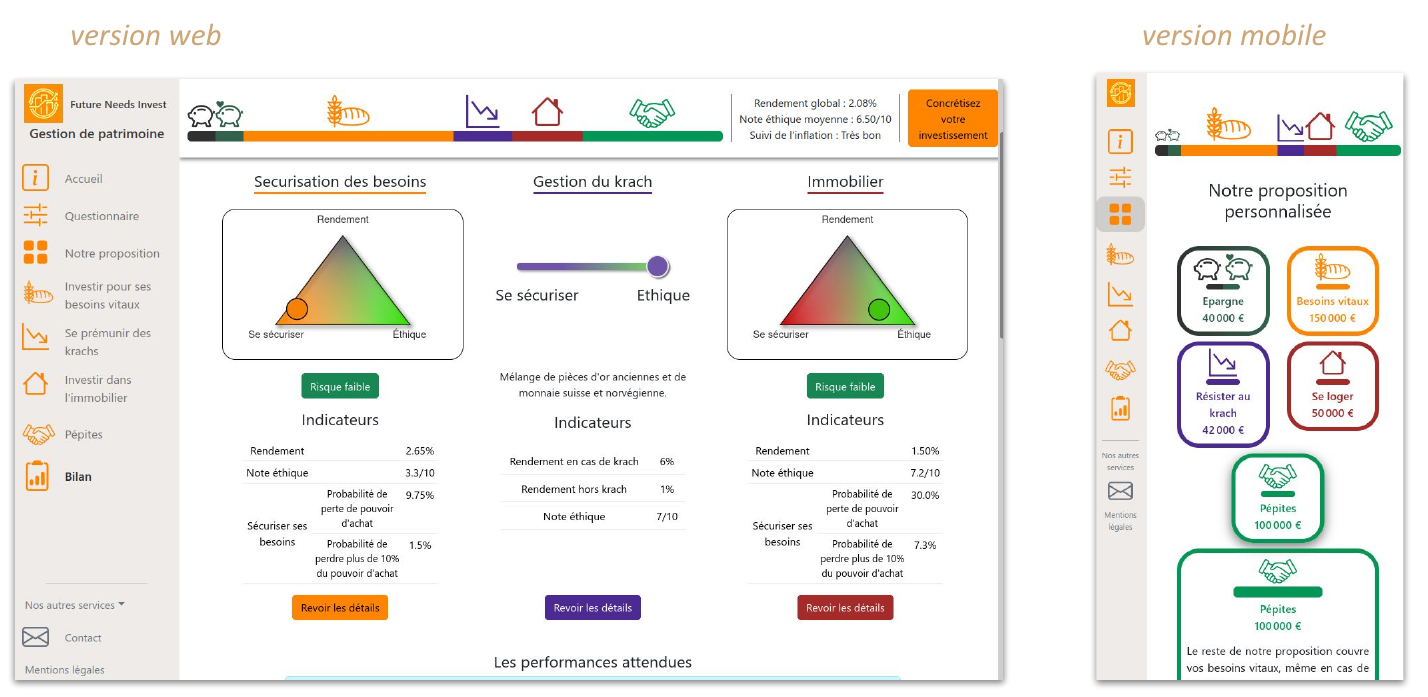 version web
version mobile
Future Needs Invest
Gestion de patrimoine
Accueil
Questionnaire
Notre proposition
Investir pour ses
besoins vitaux
Se prémunir des
krachs
Investir dans
l'immobilier
Pépites
Bilan
Nos autres services
Contact
Mentions légales
Rendement global : 2.08%
Note éthique moyenne : 6.50/10
Suivi de l'inflation : Très bon
Concrétisez
votre
investissement
Securisation des besoins
Rendement
Se sécuriser
Éthique
Risque faible
Indicateurs
Rendement 2.65%
Note éthique 3.3/10
Sécuriser ses
besoins
Probabilité de
perte de pouvoir
d'achat
9.75%
Probabilité de
perdre plus de 10%
du pouvoir d'achat
1.5%
Revoir les détails
Gestion du krach
Se sécuriser
Ethique
Mélange de pièces d'or anciennes et de
monnaie suisse et norvégienne.
Indicateurs
Rendement en cas de krach 6%
Rendement hors krach 1%
Note éthique 7/10
Revoir les détails
Immobilier
Rendement
Se sécuriser
Éthique
Risque faible
Indicateurs
Rendement 1.50%
Note éthique 7.2/10
Sécuriser ses
besoins
Probabilité de
perte de pouvoir
d'achat
30.0%
Probabilité de
perdre plus de 10%
du pouvoir d'achat
7.3%
Revoir les détails
Les performances attendues
Nos autres
services
Mentions
légales
Notre proposition
personnalisée
Epargne
40 000 €
Besoins vitaux
150 000 €
Résister au
krach
42 000 €
Se loger
50 000 €
Pépites
100 000 €
Pépites
100 000 €
Le reste de notre proposition couvre
vos besoins vitaux, même en cas de